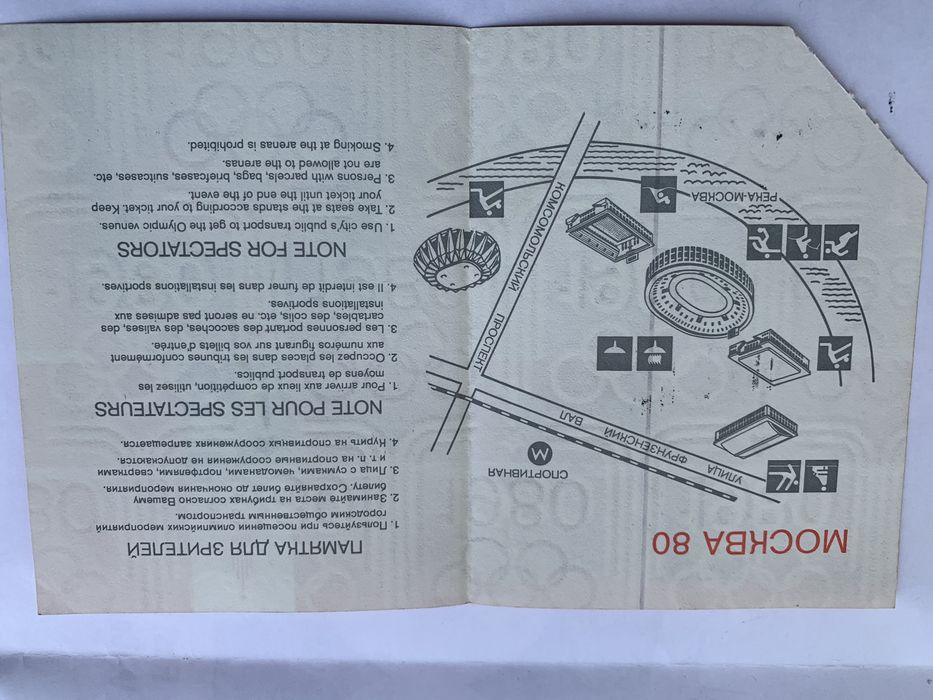 МОСКВА 80
УЛИЦА ФРУНЗЕНСКИЙ ВАЛ
СПОРТИВНАЯ
М
КОМСОМОЛЬСКИЙ ПРОСПЕКТ
РЕКА-МОСКВА
ПАМЯТКА ДЛЯ ЗРИТЕЛЕЙ
1. Пользуйтесь при посещении олимпийских мероприятий
городским общественным транспортом.
2. Занимайте места на трибунах согласно Вашему
билету. Сохраняйте билет до окончания мероприятия.
3. Лица с сумками, чемоданами, портфелями, свертками
и т. п. на спортивные сооружения не допускаются.
4. Курить на спортивных сооружениях запрещается.
NOTE POUR LES SPECTATEURS
1. Pour arriver aux lieux de compétition, utilisez les
moyens de transport publics.
2. Occupez les places dans les tribunes conformément
aux numéros figurant sur vos billets d'entrée.
3. Les personnes portant des sacoches, des valises, des
cartables, des colis, etc. ne seront pas admises aux
installations sportives.
4. Il est interdit de fumer dans les installations sportives.
NOTE FOR SPECTATORS
1. Use city's public transport to get the Olympic venues.
2. Take seats at the stands according to your ticket. Keep
your ticket until the end of the event.
3. Persons with parcels, bags, briefcases, suitcases, etc.
are not allowed to the arenas.
4. Smoking at the arenas is prohibited.